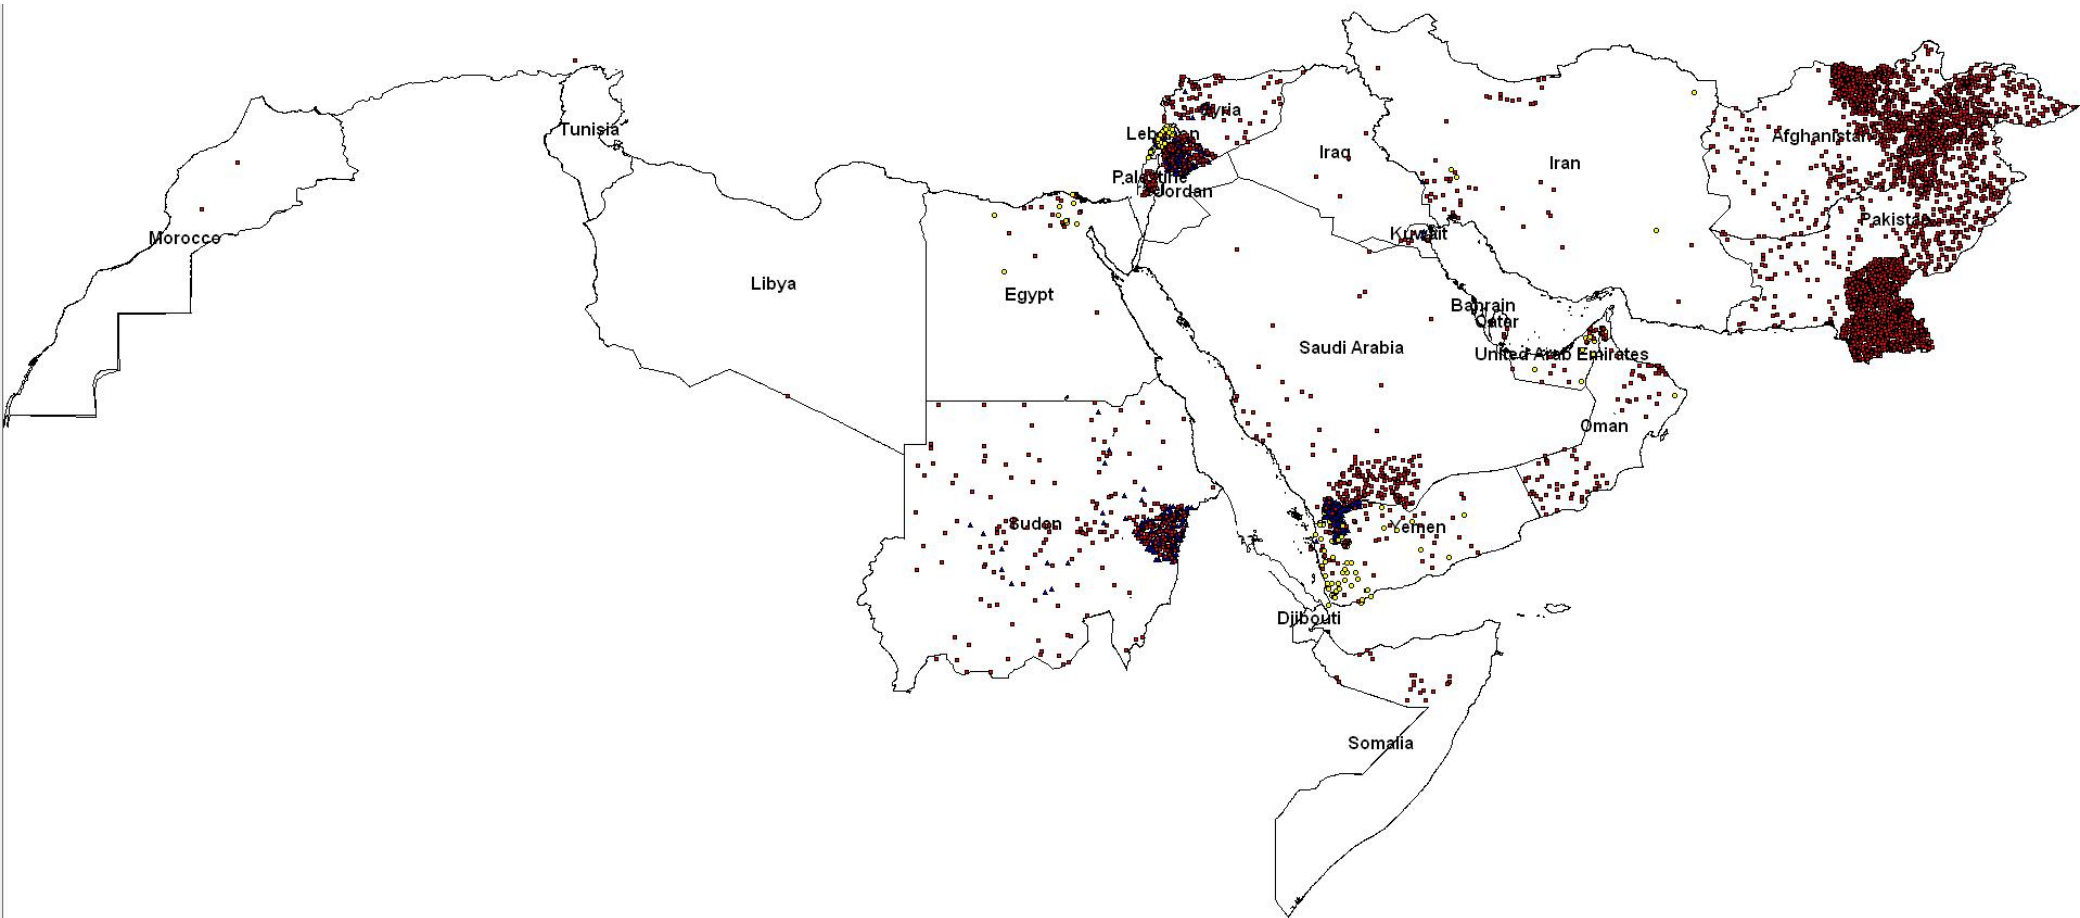 Tunisia
Syria
Lebanon
Afghanistan
Iraq
Iran
Palestine
Jordan
Pakistan
Morocco
Kuwait
Libya
Egypt
Bahrain
Qatar
Saudi Arabia
United Arab Emirates
Oman
Sudan
Yemen
Djibouti
Somalia